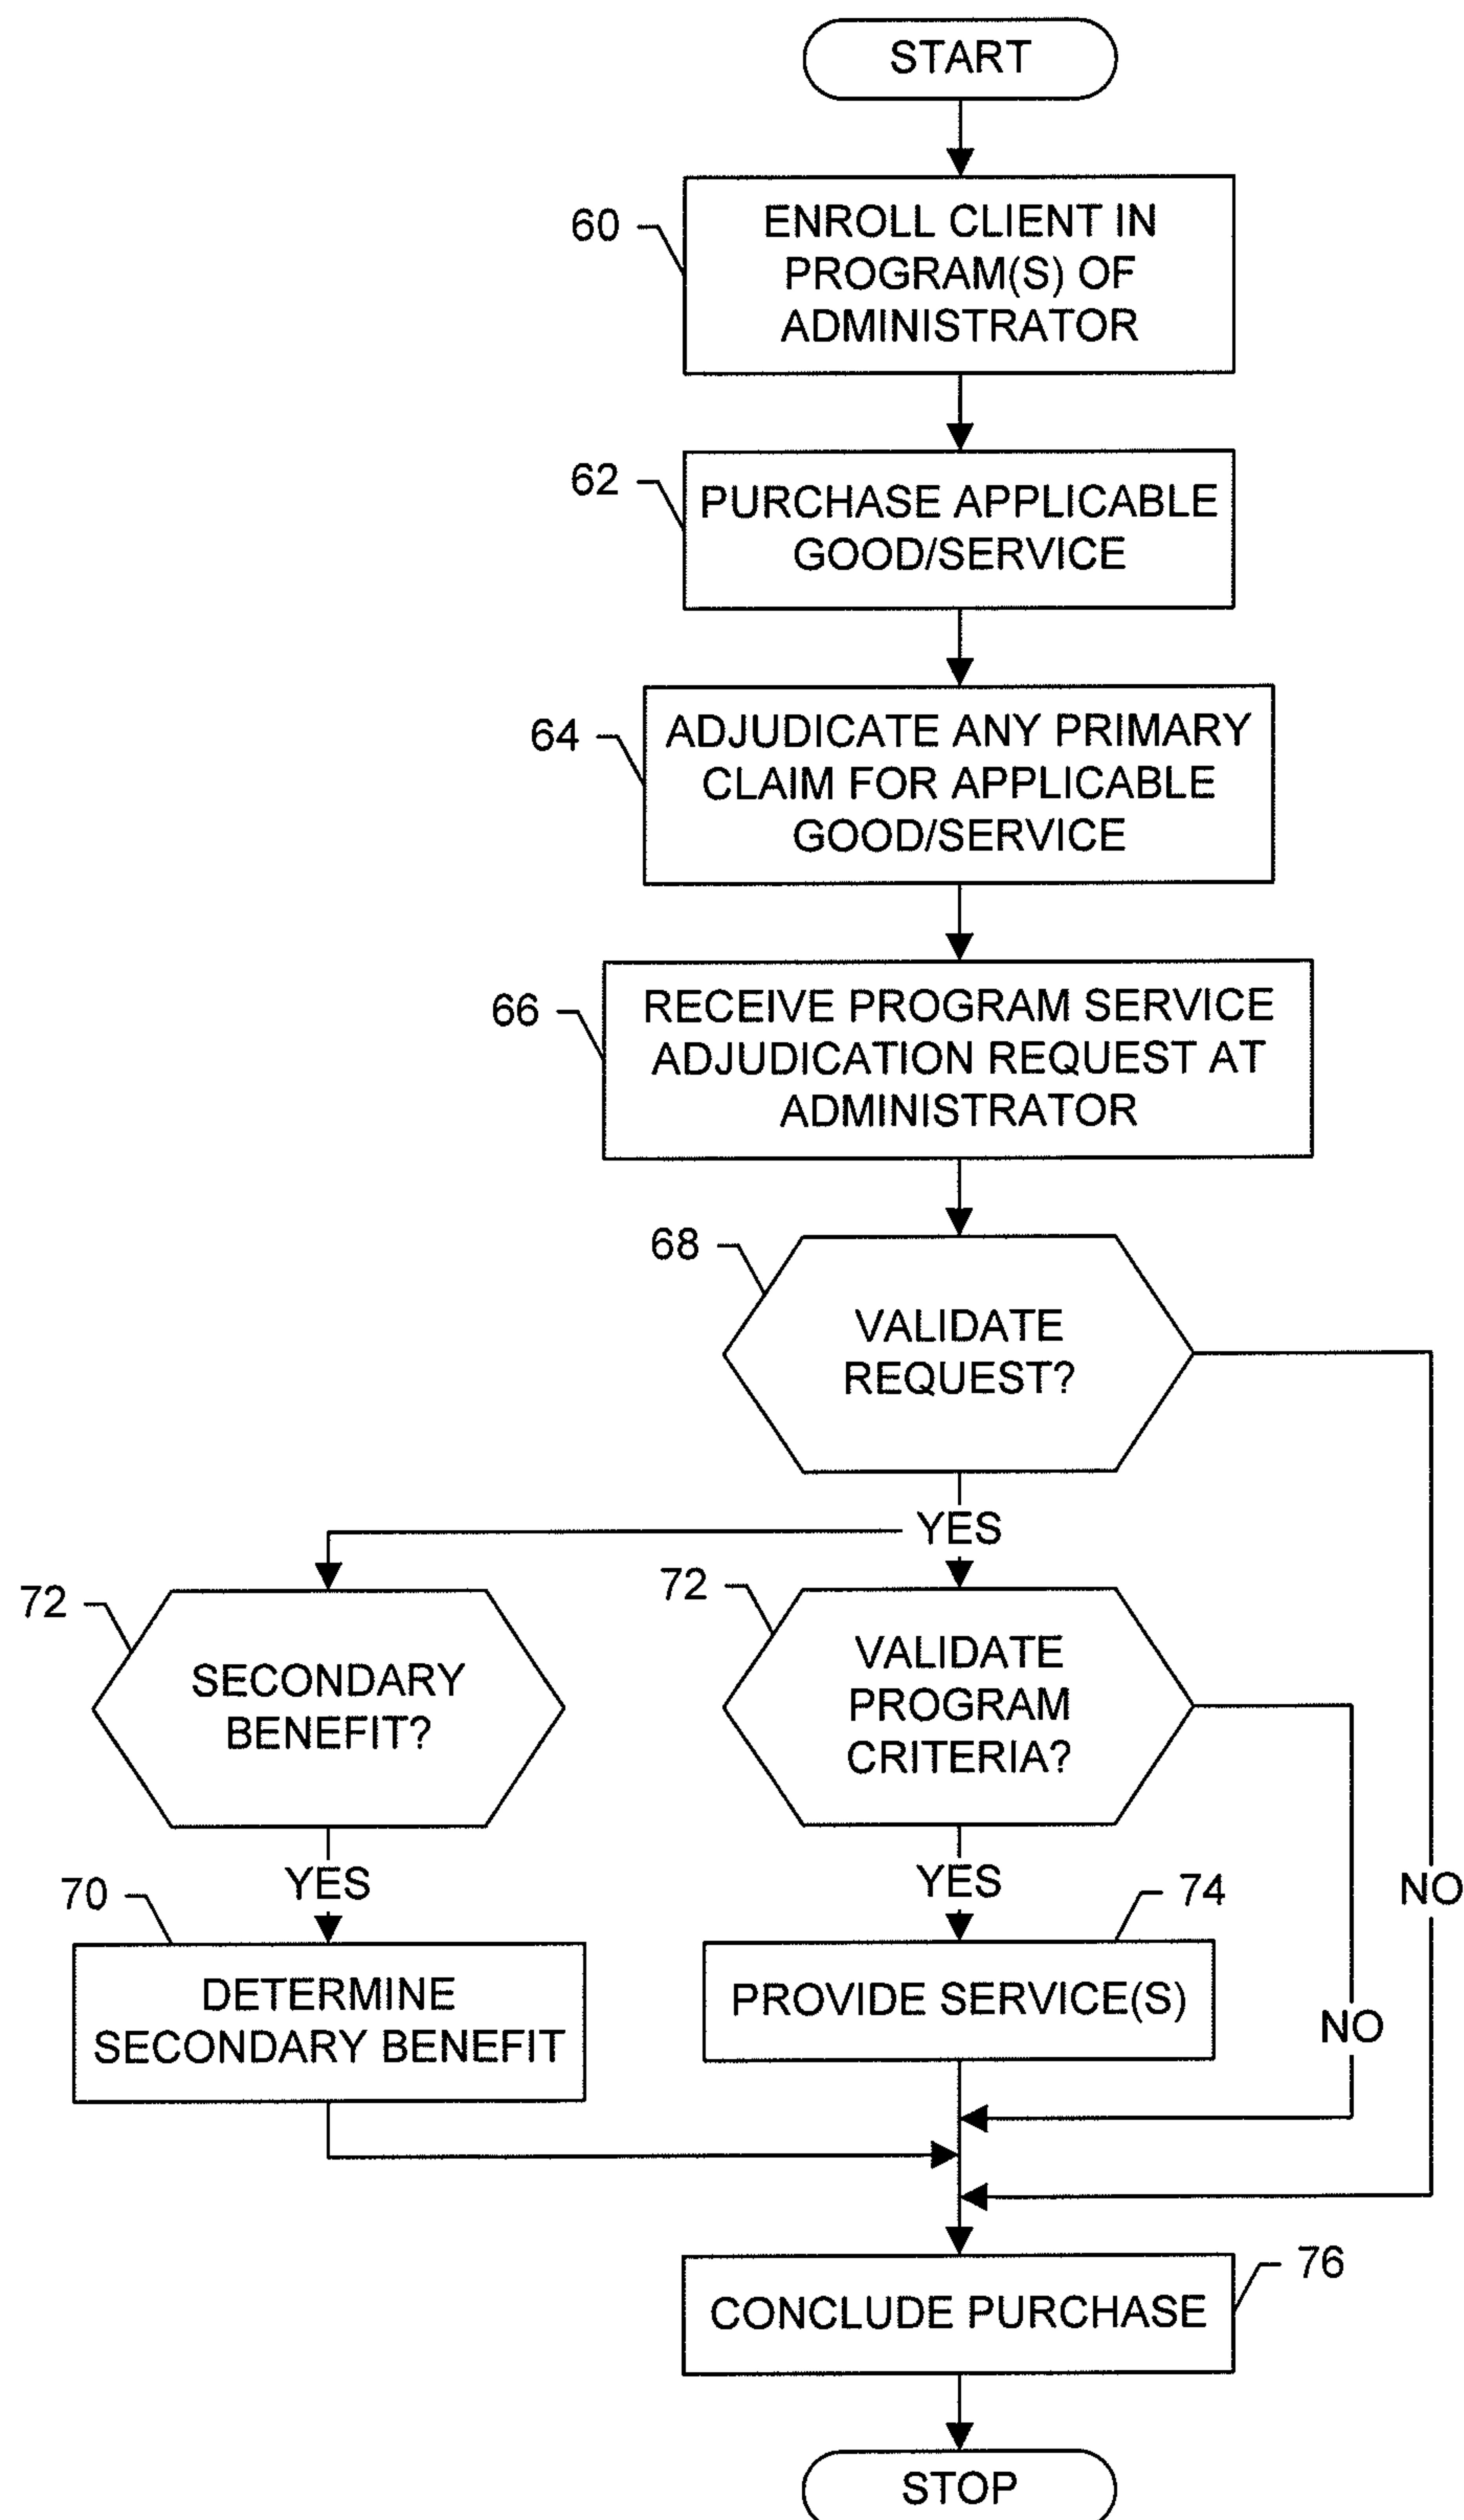 START
60
ENROLL CLIENT IN
PROGRAM(S) OF
ADMINISTRATOR
62
PURCHASE APPLICABLE
GOOD/SERVICE
64
ADJUDICATE ANY PRIMARY
CLAIM FOR APPLICABLE
GOOD/SERVICE
66
RECEIVE PROGRAM SERVICE
ADJUDICATION REQUEST AT
ADMINISTRATOR
68
VALIDATE
REQUEST?
YES
72
SECONDARY
BENEFIT?
72
VALIDATE
PROGRAM
CRITERIA?
YES
YES
NO
70
DETERMINE
SECONDARY BENEFIT
74
PROVIDE SERVICE(S)
NO
76
CONCLUDE PURCHASE
STOP